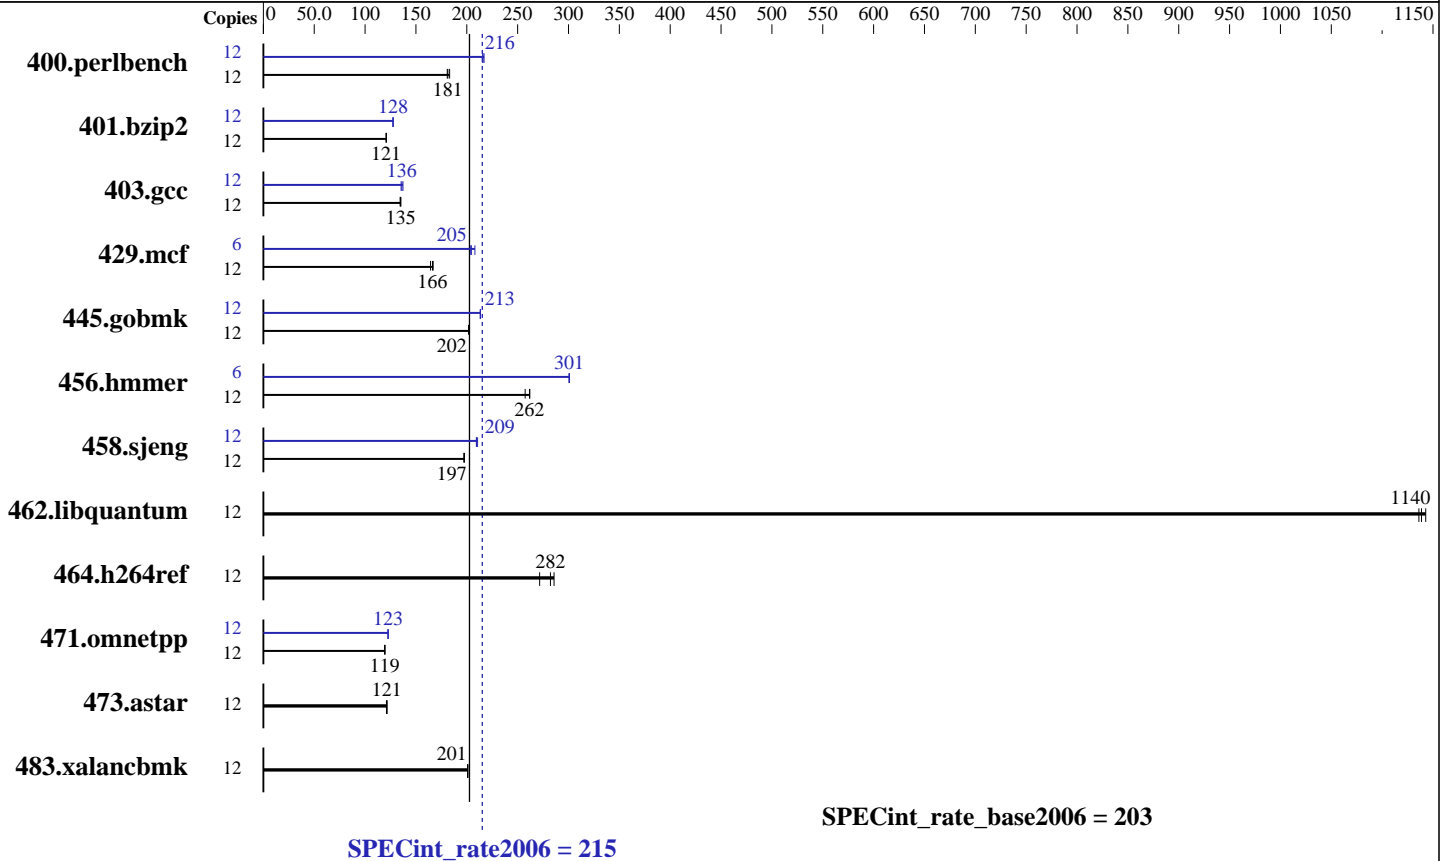 Copies 0 50.0 100 150 200 250 300 350 400 450 500 550 600 650 700 750 800 850 900 950 1000 1050 1150
400.perlbench 12 216
12 181
401.bzip2 12 128
12 121
403.gcc 12 136
12 135
429.mcf 6 205
12 166
445.gobmk 12 213
12 202
456.hmmer 6 301
12 262
458.sjeng 12 209
12 197
462.libquantum 12 1140
464.h264ref 12 282
471.omnetpp 12 123
12 119
473.astar 12 121
483.xalancbmk 12 201
SPECint_rate_base2006 = 203
SPECint_rate2006 = 215